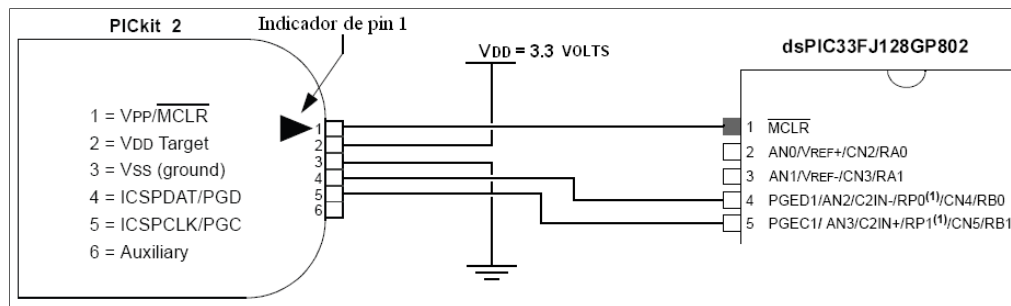 PICkit 2
Indicador de pin 1
1 = VPP/MCLR
2 = VDD Target
3 = VSS (ground)
4 = ICSPDAT/PGD
5 = ICSPCLK/PGC
6 = Auxiliary
1
2
3
4
5
6
VDD = 3.3 VOLTS
dsPIC33FJ128GP802
1 MCLR
2 AN0/VREF+/CN2/RA0
3 AN1/VREF-/CN3/RA1
4 PGED1/AN2/C2IN-/RP0(1)/CN4/RB0
5 PGEC1/ AN3/C2IN+/RP1(1)/CN5/RB1